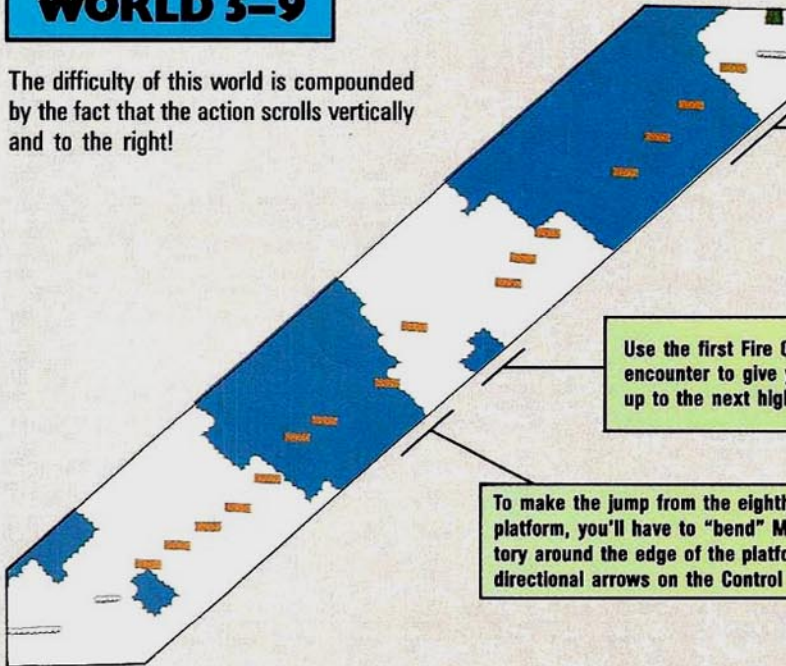 WORLD 3–9
The difficulty of this world is compounded
by the fact that the action scrolls vertically
and to the right!
Use the first Fire
encounter to give
up to the next
To make the jump from the eighth
platform, you'll have to "bend"
tory around the edge of the
directional arrows on the Control